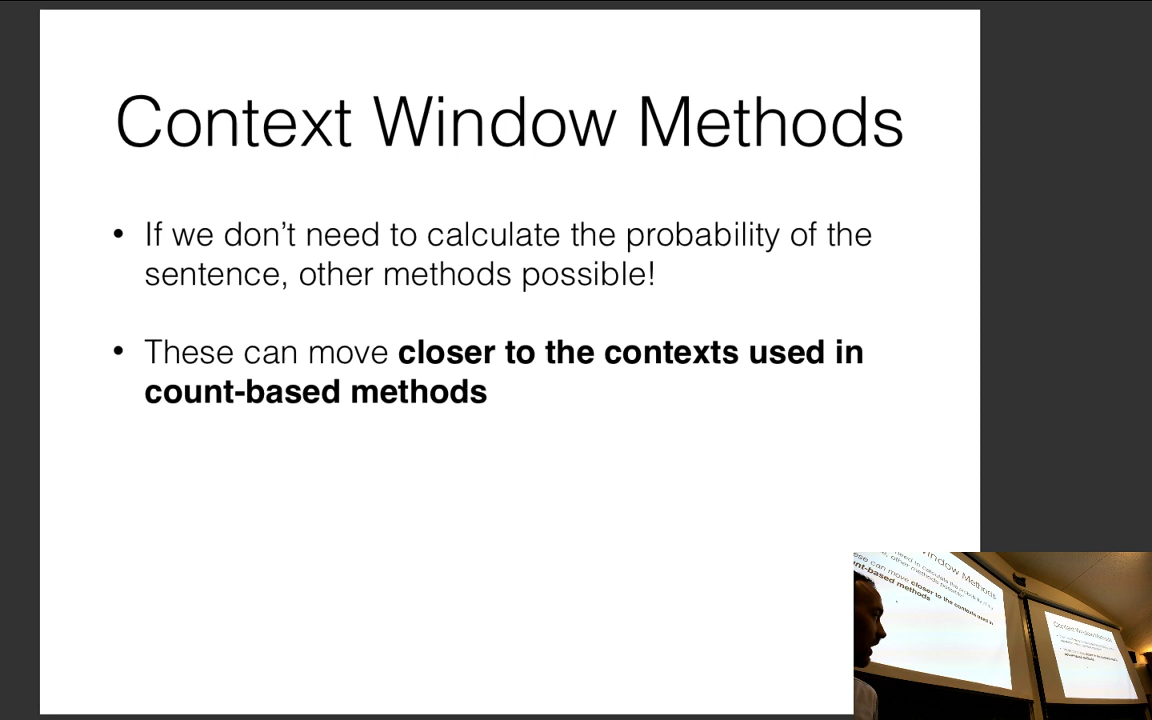 Context Window Methods
• If we don't need to calculate the probability of the
sentence, other methods possible!
• These can move closer to the contexts used in
count-based methods